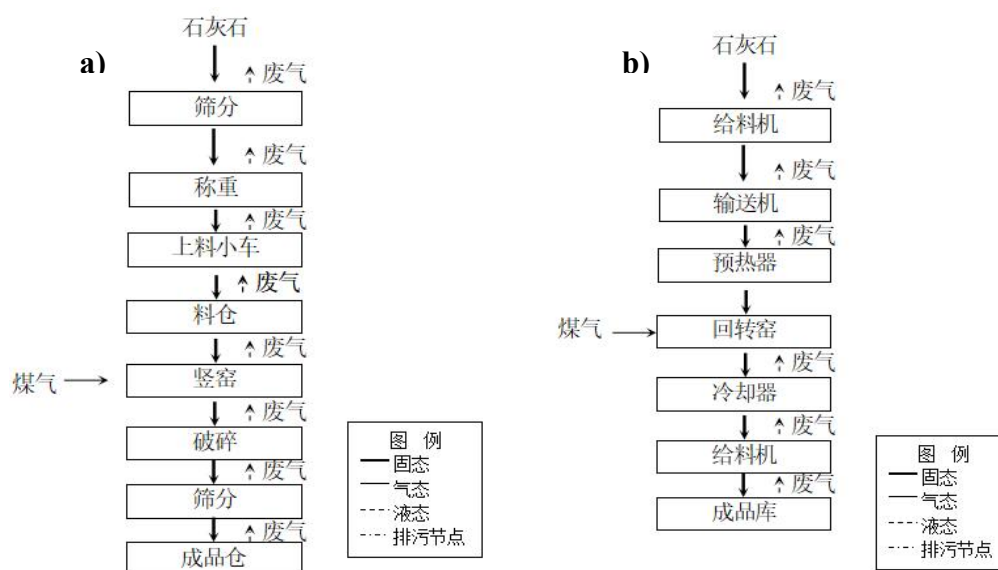 a)
石灰石
废气
筛分
废气
称重
废气
上料小车
废气
料仓
废气
煤气
竖窑
废气
破碎
废气
筛分
废气
成品仓
图 例
固态
气态
液态
排污节点
b)
石灰石
废气
给料机
废气
输送机
废气
预热器
煤气
回转窑
废气
冷却器
废气
给料机
废气
成品库
图 例
固态
气态
液态
排污节点